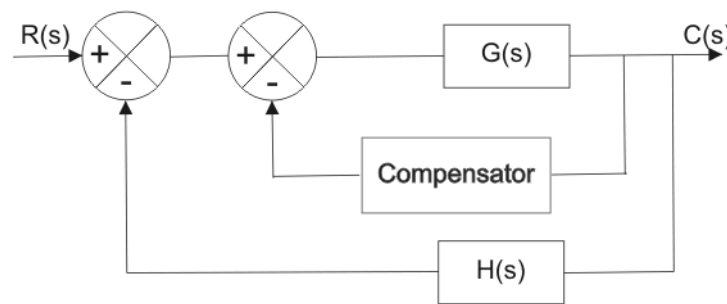 R(s)
C(s)
+
-
+
-
G(s)
Compensator
H(s)